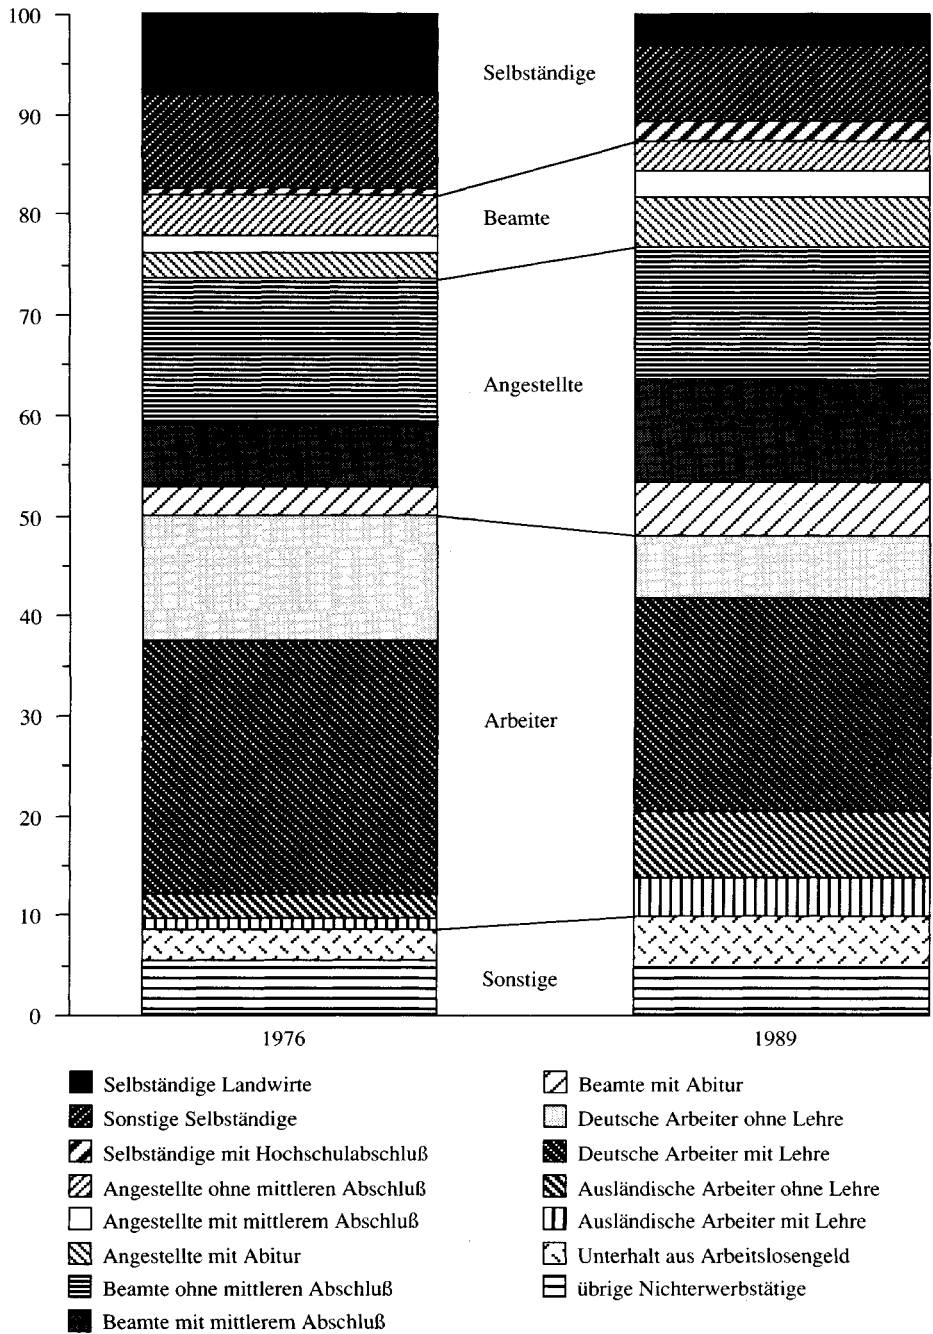 100
90
80
70
60
50
40
30
20
10
0
Selbständige
Beamte
Angestellte
Arbeiter
Sonstige
1976
1989
Selbständige Landwirte
Sonstige Selbständige
Selbständige mit Hochschulabschluß
Angestellte ohne mittleren Abschluß
Angestellte mit mittlerem Abschluß
Angestellte mit Abitur
Beamte ohne mittleren Abschluß
Beamte mit mittlerem Abschluß
Beamte mit Abitur
Deutsche Arbeiter ohne Lehre
Deutsche Arbeiter mit Lehre
Ausländische Arbeiter ohne Lehre
Ausländische Arbeiter mit Lehre
Unterhalt aus Arbeitslosengeld
übrige Nichterwerbstätige